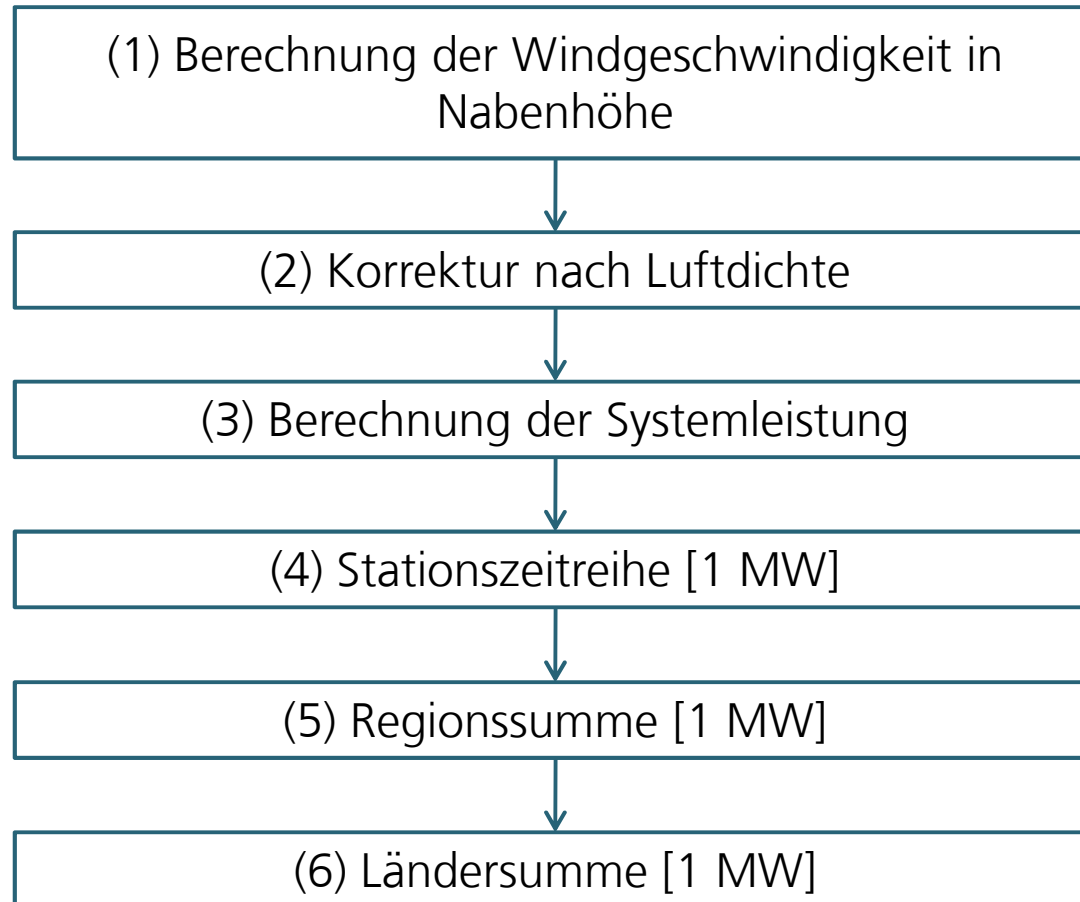 (1) Berechnung der Windgeschwindigkeit in
Nabenhöhe
(2) Korrektur nach Luftdichte
(3) Berechnung der Systemleistung
(4) Stationszeitreihe [1 MW]
(5) Regionssumme [1 MW]
(6) Ländersumme [1 MW]